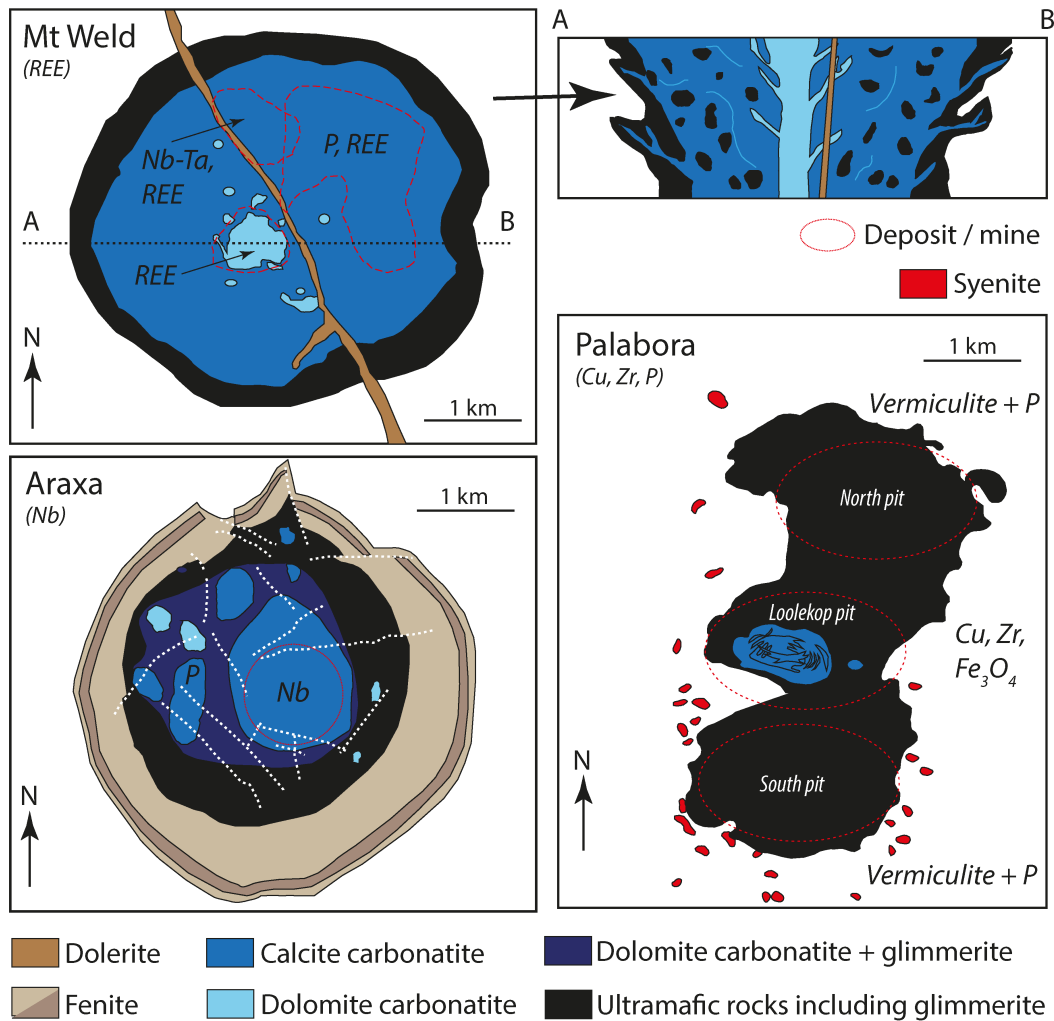 Mt Weld
(REE)
Nb-Ta,
REE
P, REE
A
B
REE
N
1 km
A
B
Deposit / mine
Syenite
Araxa
(Nb)
1 km
P
Nb
N
Palabora
(Cu, Zr, P)
1 km
Vermiculite + P
North pit
Loolekop pit
Cu, Zr,
Fe₃O₄
N
South pit
Vermiculite + P
Dolerite
Calcite carbonatite
Dolomite carbonatite + glimmerite
Fenite
Dolomite carbonatite
Ultramafic rocks including glimmerite